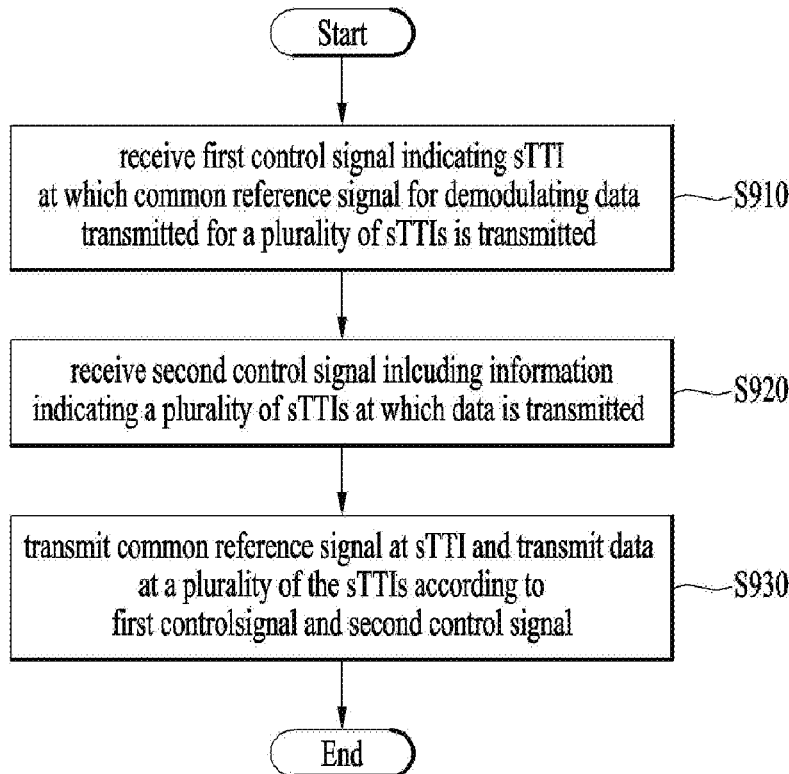 Start
receive first control signal indicating sTTI
at which common reference signal for demodulating data
transmitted for a plurality of sTTIs is transmitted
S910
receive second control signal inlcuding information
indicating a plurality of sTTIs at which data is transmitted
S920
transmit common reference signal at sTTI and transmit data
at a plurality of the sTTIs according to
first controlsignal and second control signal
S930
End